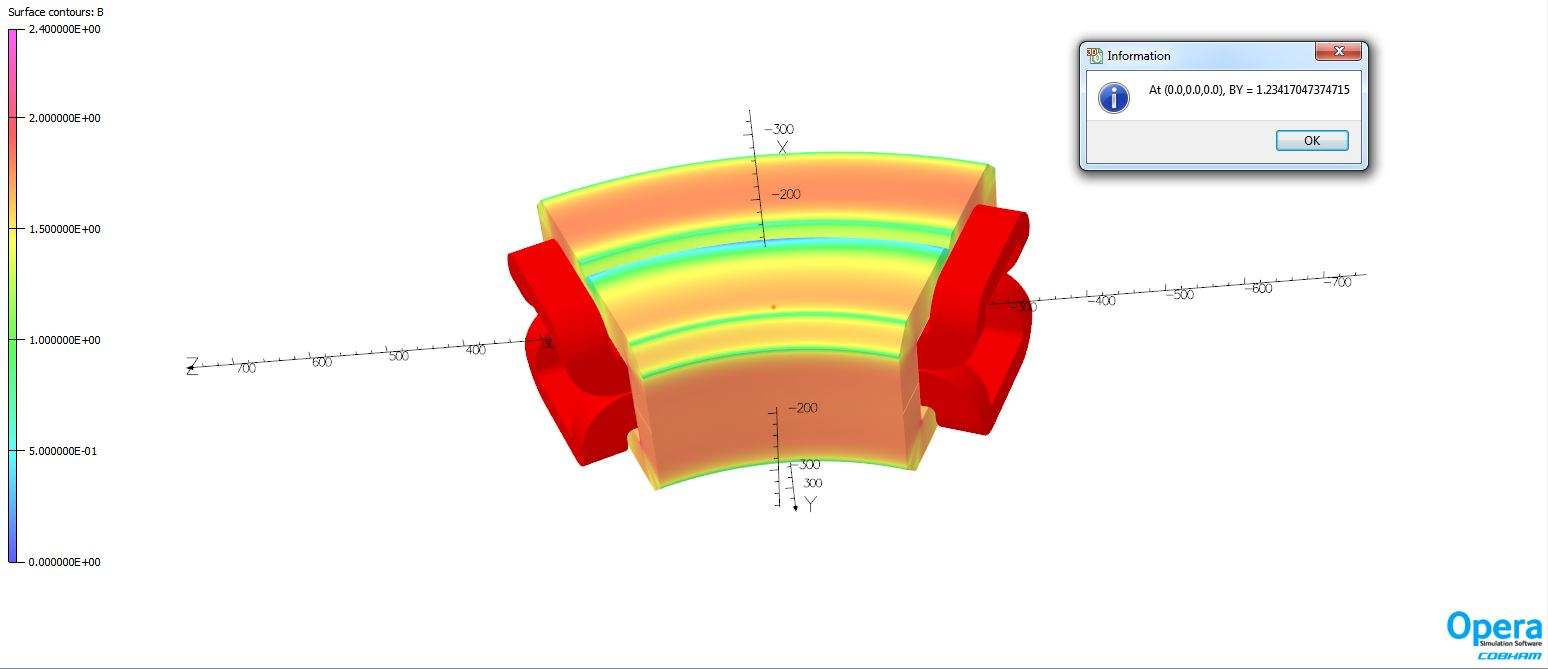 Surface contours: B
2.400000E+00
2.000000E+00
1.500000E+00
1.000000E+00
5.000000E-01
0.000000E+00
Information
At (0.0,0.0,0.0), BY = 1.23417047374715
OK
-300
X
-200
-300
-400
-500
-600
-700
Z
700
600
500
400
-200
-300
300
Y
Opera
Simulation Software
COBHAM